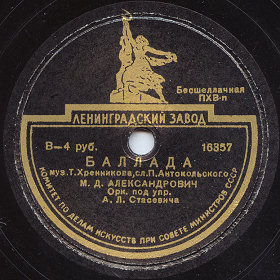 Бесшеллачная
ПХВ-п
ЛЕНИНГРАДСКИЙ ЗАВОД
В–4 руб.
16357
БАЛЛАДА
муз. Т. Хренникова, сл. П. Антокольского
М. Д. АЛЕКСАНДРОВИЧ
Орк. под упр.
А. Л. Стасевича
КОМИТЕТ ПО ДЕЛАМ ИСКУССТВ ПРИ СОВЕТЕ МИНИСТРОВ СССР